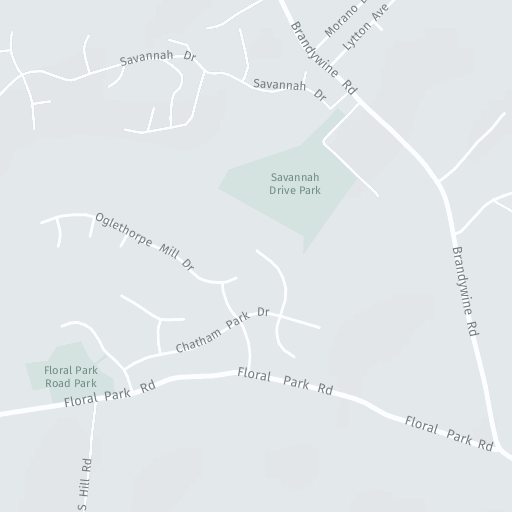 Morano D
Lytton Ave
Brandywine Rd
Savannah Dr
Savannah Dr
Savannah
Drive Park
Oglethorpe Mill Dr
Brandywine Rd
Chatham Park Dr
Floral Park
Road Park
Floral Park Rd
Floral Park Rd
Floral Park Rd
S Hill Rd